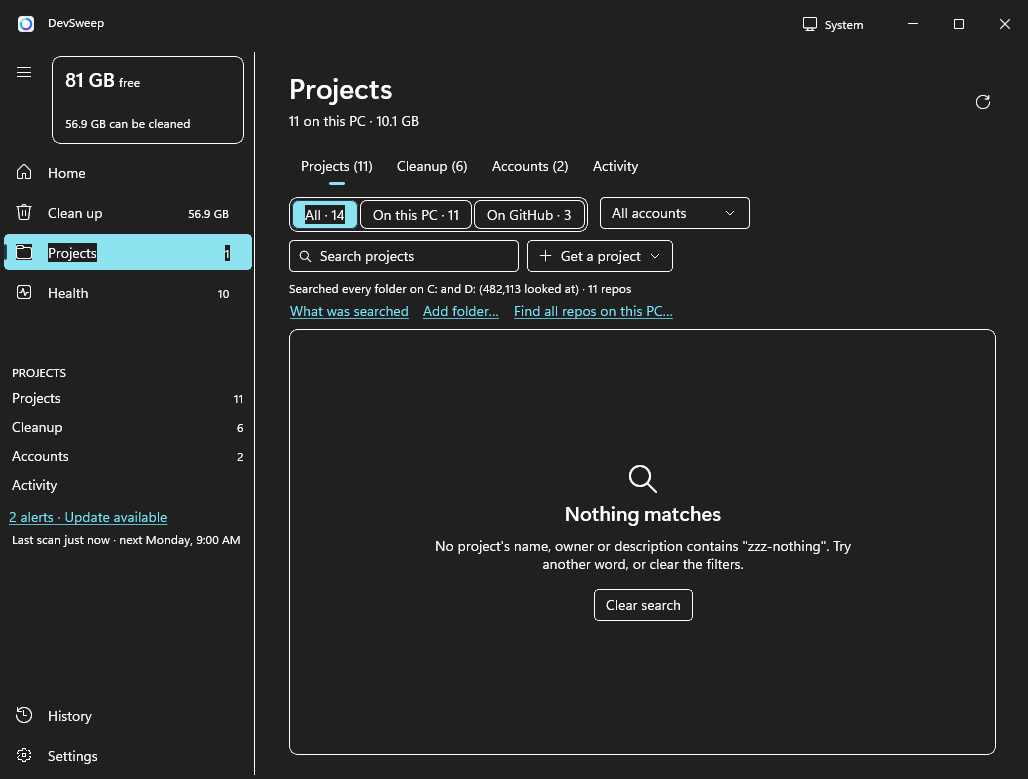 DevSweep
System
81 GB free
56.9 GB can be cleaned
Home
Clean up 56.9 GB
Projects 1
Health 10
PROJECTS
Projects 11
Cleanup 6
Accounts 2
Activity
2 alerts · Update available
Last scan just now · next Monday, 9:00 AM
History
Settings
Projects
11 on this PC · 10.1 GB
Projects (11) Cleanup (6) Accounts (2) Activity
All · 14 On this PC · 11 On GitHub · 3 All accounts
Search projects Get a project
Searched every folder on C: and D: (482,113 looked at) · 11 repos
What was searched Add folder... Find all repos on this PC...
Nothing matches
No project's name, owner or description contains "zzz-nothing". Try
another word, or clear the filters.
Clear search